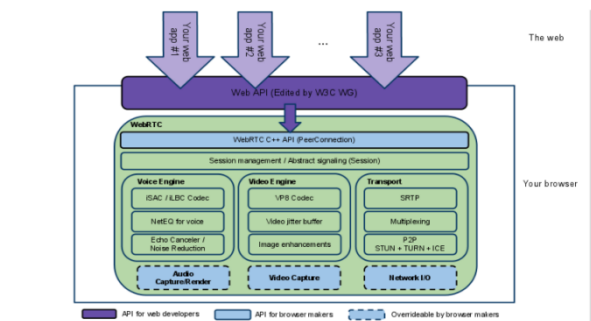 Your web
app #1
Your web
app #2
...
Your web
app #3
The web
Web API (Edited by W3C WG)
WebRTC
WebRTC C++ API (PeerConnection)
Session management / Abstract signaling (Session)
Your browser
Voice Engine
iSAC / iLBC Codec
NetEQ for voice
Echo Canceler /
Noise Reduction
Video Engine
VP8 Codec
Video jitter buffer
Image enhancements
Transport
SRTP
Multiplexing
P2P
STUN + TURN + ICE
Audio
Capture/Render
Video Capture
Network I/O
API for web developers
API for browser makers
Overrideable by browser makers